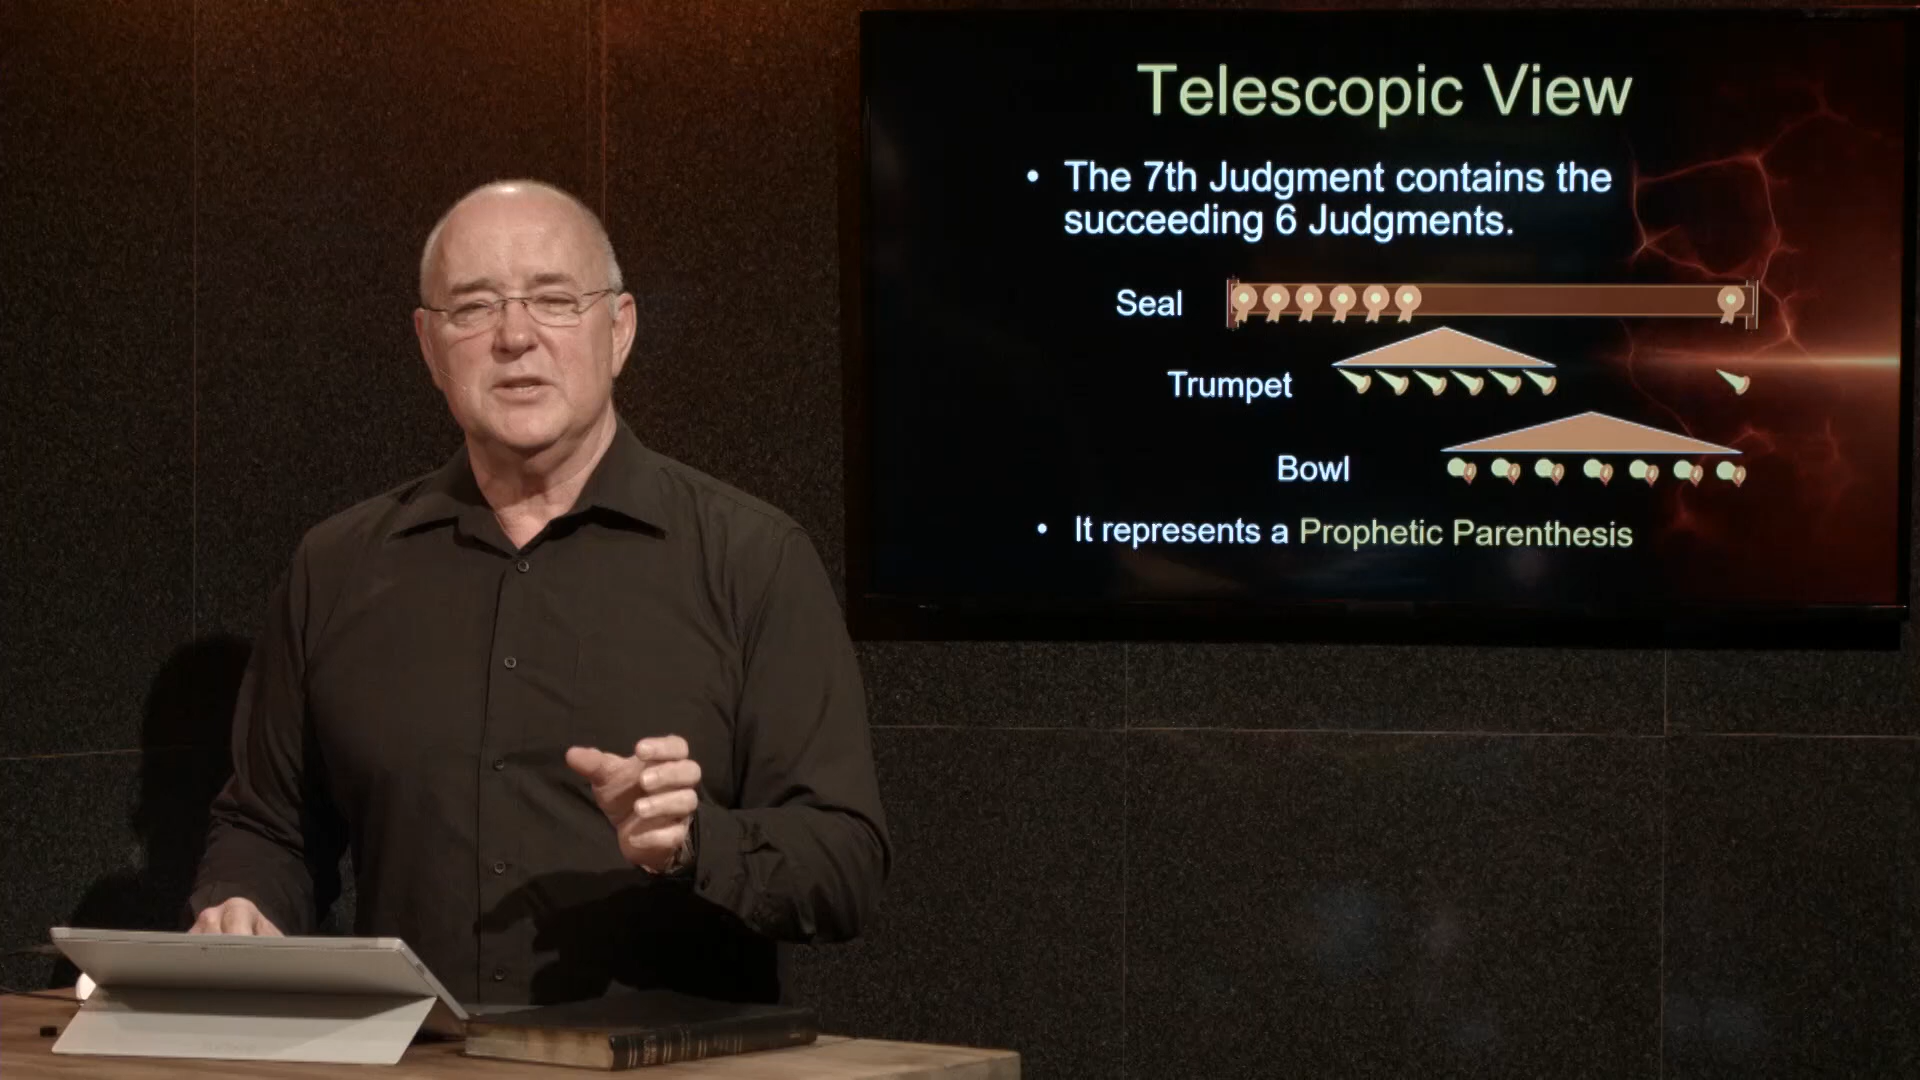 Telescopic View
• The 7th Judgment contains the
succeeding 6 Judgments.
Seal
Trumpet
Bowl
• It represents a Prophetic Parenthesis